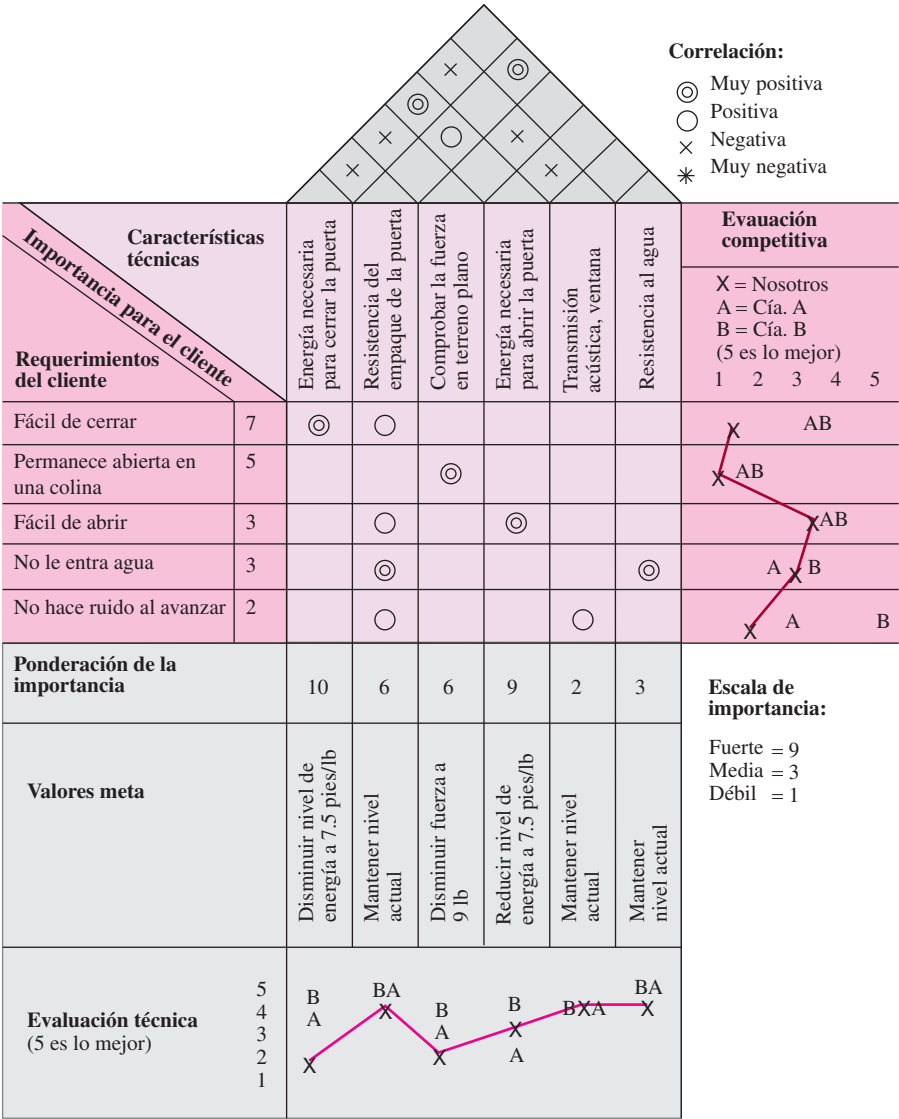 Correlación:
◎ Muy positiva
○ Positiva
× Negativa
✳ Muy negativa
Importancia para el cliente
Características
técnicas
Requerimientos
del cliente
Energía necesaria
para cerrar la puerta
Resistencia del
empaque de la puerta
Comprobar la fuerza
en terreno plano
Energía necesaria
para abrir la puerta
Transmisión
acústica, ventana
Resistencia al agua
Evauación
competitiva
X = Nosotros
A = Cía. A
B = Cía. B
(5 es lo mejor)
1 2 3 4 5
Fácil de cerrar 7 X AB
Permanece abierta en
una colina
5 X AB
Fácil de abrir 3 X AB
No le entra agua 3 A X B
No hace ruido al avanzar 2 X A B
Ponderación de la
importancia
10 6 6 9 2 3
Escala de
importancia:
Fuerte = 9
Media = 3
Débil = 1
Valores meta
Disminuir nivel de
energía a 7.5 pies/lb
Mantener nivel
actual
Disminuir fuerza a
9 lb
Reducir nivel de
energía a 7.5 pies/lb
Mantener nivel
actual
Mantener
nivel actual
Evaluación técnica
(5 es lo mejor)
5
4
3
2
1
B
A
X
BA
X
B
A
X
B
X
A
BXA
BA
X